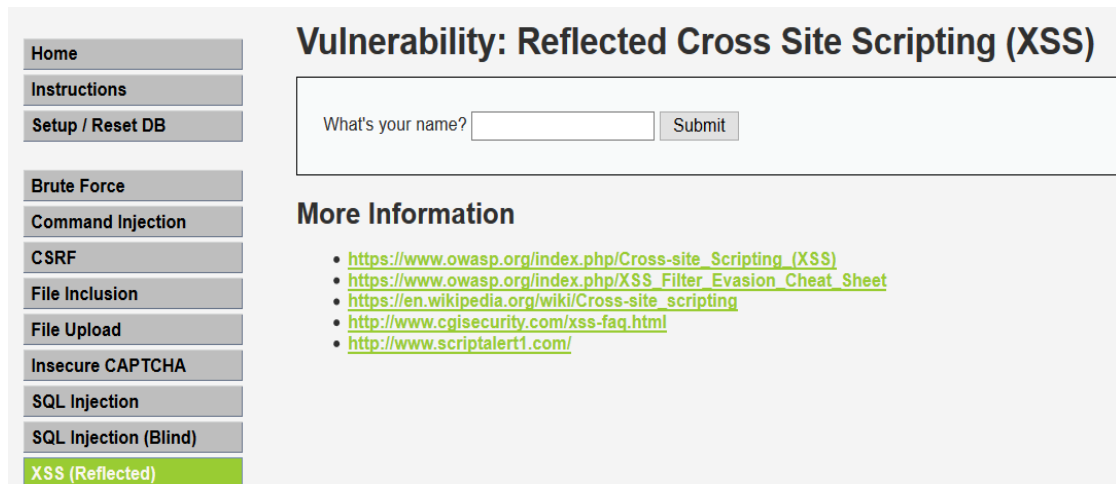 Home
Instructions
Setup / Reset DB
Brute Force
Command Injection
CSRF
File Inclusion
File Upload
Insecure CAPTCHA
SQL Injection
SQL Injection (Blind)
XSS (Reflected)
Vulnerability: Reflected Cross Site Scripting (XSS)
What's your name? Submit
More Information
https://www.owasp.org/index.php/Cross-site_Scripting_(XSS)
https://www.owasp.org/index.php/XSS_Filter_Evasion_Cheat_Sheet
https://en.wikipedia.org/wiki/Cross-site_scripting
http://www.cgisecurity.com/xss-faq.html
http://www.scriptalert1.com/